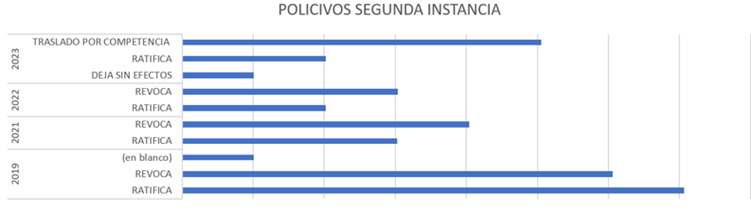 POLICIVOS SEGUNDA INSTANCIA
2023
TRASLADO POR COMPETENCIA
RATIFICA
DEJA SIN EFECTOS
2022
REVOCA
RATIFICA
2021
REVOCA
RATIFICA
2019
(en blanco)
REVOCA
RATIFICA